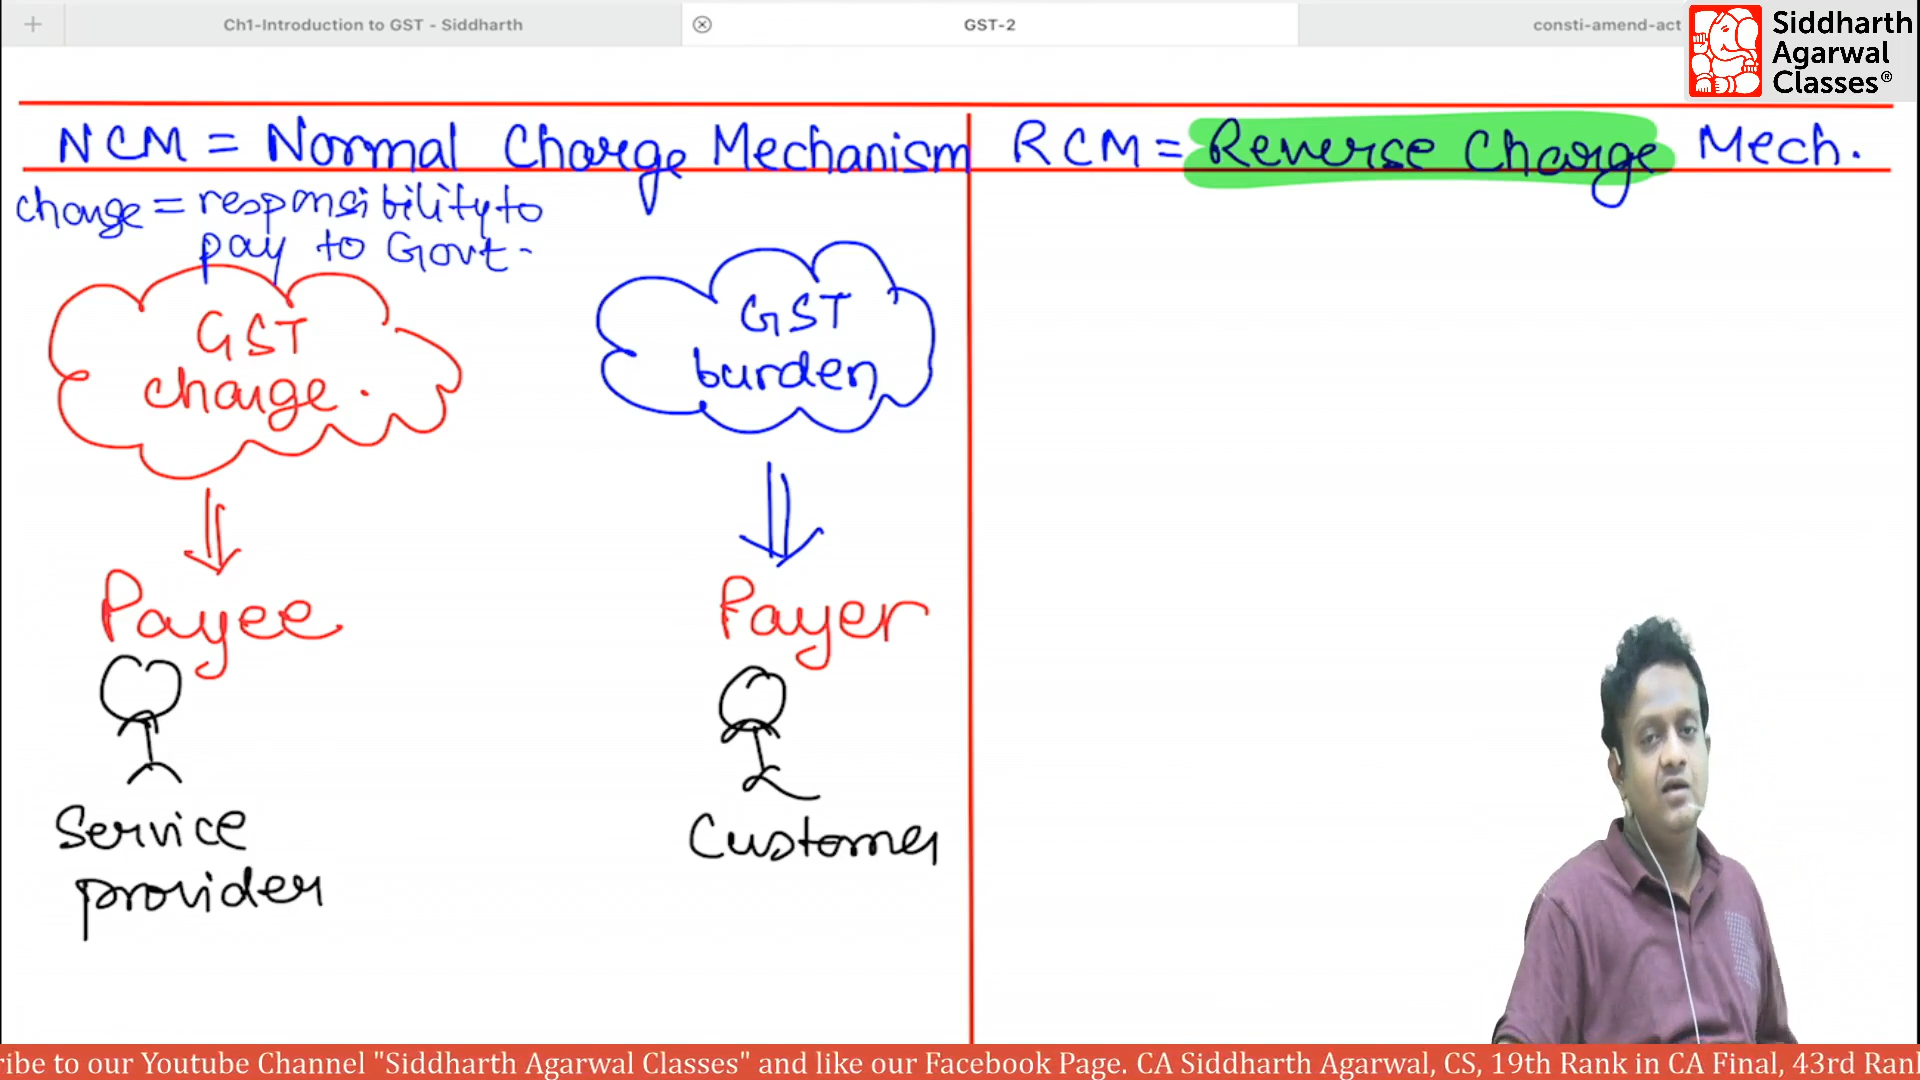 Ch1-Introduction to GST - Siddharth
GST-2
consti-amend-act
Siddharth
Agarwal
Classes®
NCM = Normal Charge Mechanism
RCM = Reverse Charge Mech.
charge = responsibility to
pay to Govt.
GST
charge.
GST
burden
Payee
Payer
Service
provider
Customer
ribe to our Youtube Channel "Siddharth Agarwal Classes" and like our Facebook Page. CA Siddharth Agarwal, CS, 19th Rank in CA Final, 43rd Rank